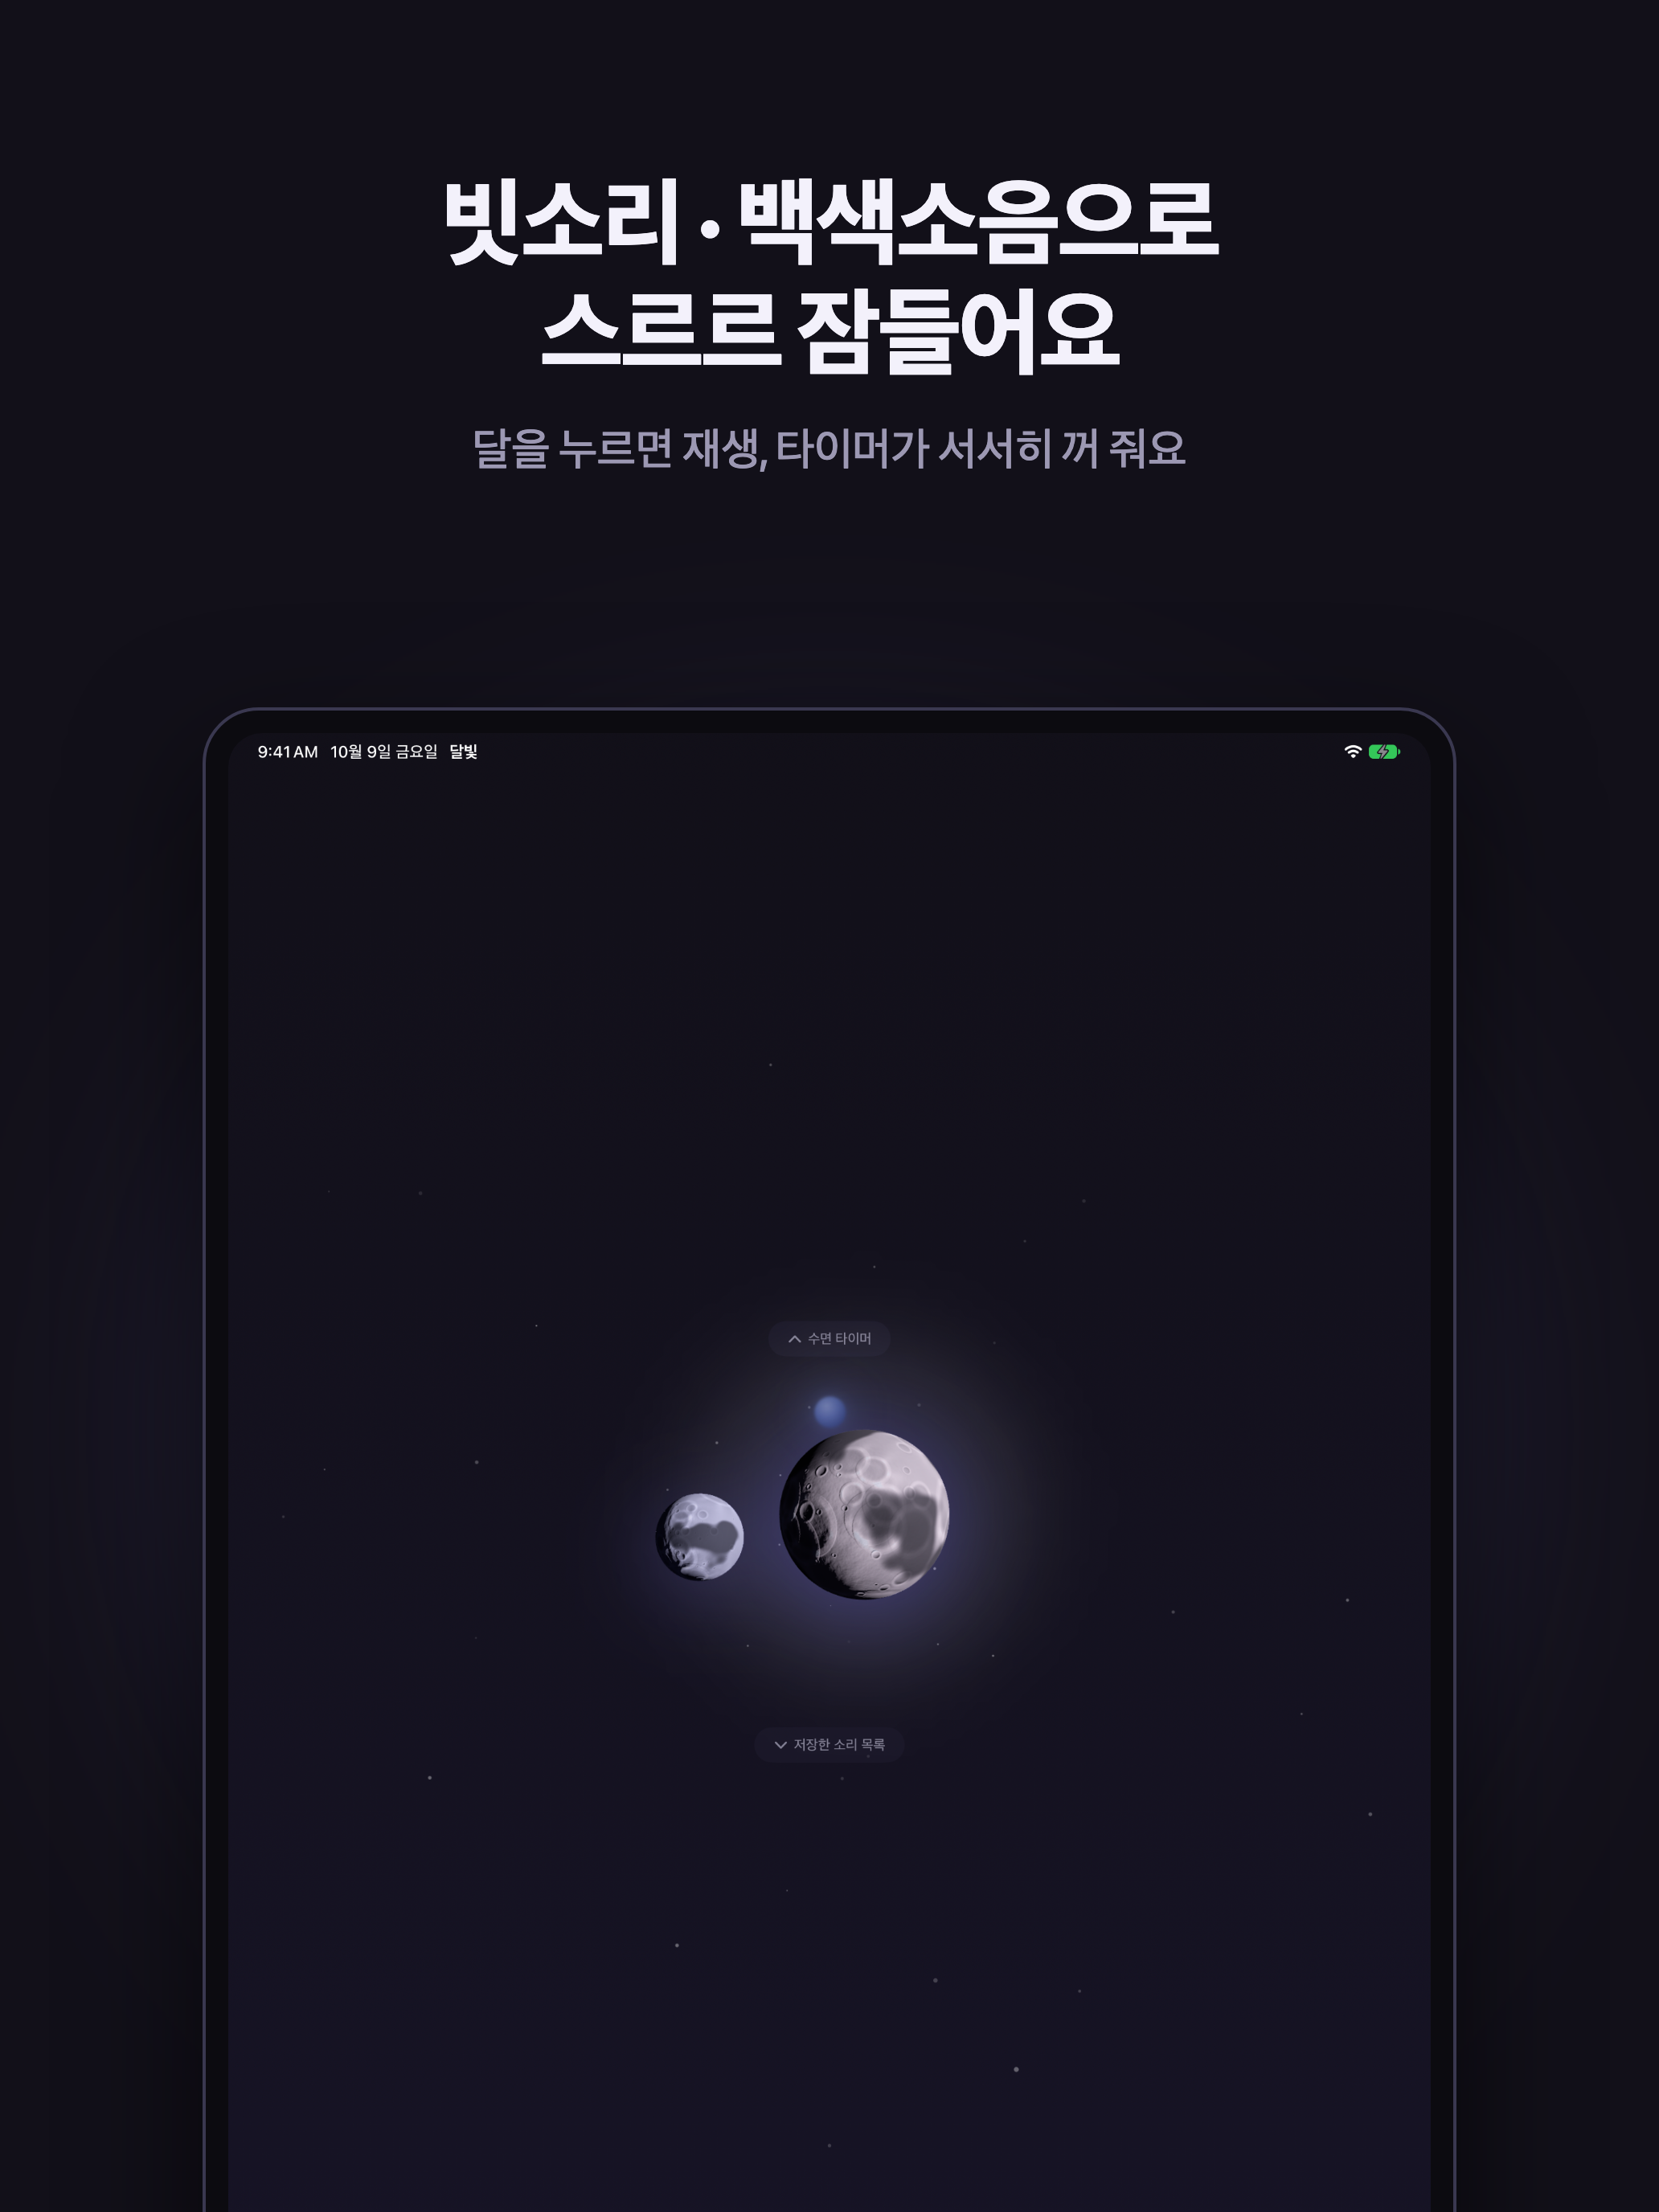 빗소리 · 백색소음으로
스르르 잠들어요
달을 누르면 재생, 타이머가 서서히 꺼 줘요
9:41 AM 10월 9일 금요일 달빛
수면 타이머
저장한 소리 목록